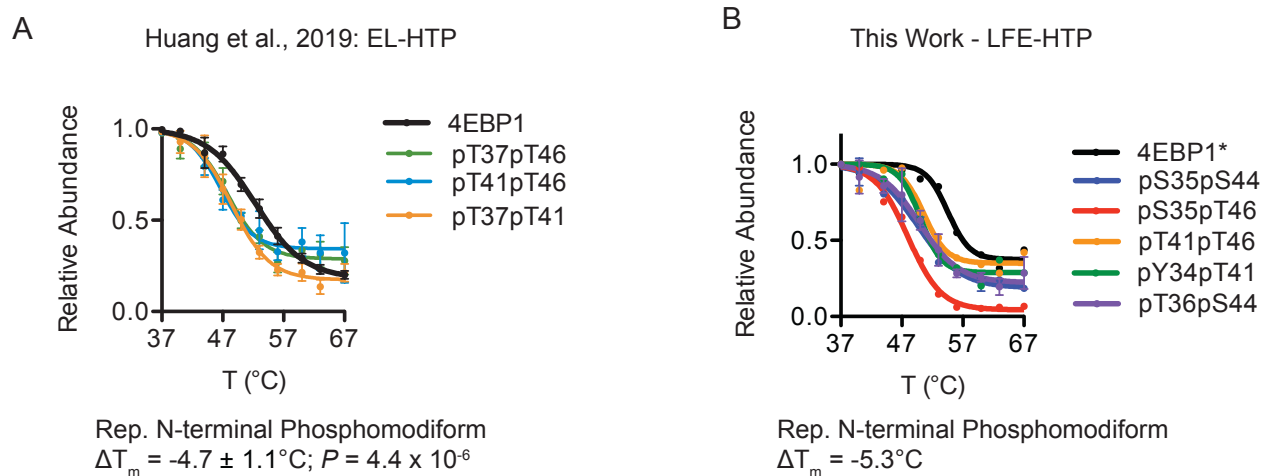 A
Huang et al., 2019: EL-HTP
Relative Abundance
1.0
0.5
0.0
37 47 57 67
T (°C)
4EBP1
pT37pT46
pT41pT46
pT37pT41
Rep. N-terminal Phosphomodiform
ΔTm = -4.7 ± 1.1°C; P = 4.4 x 10-6
B
This Work - LFE-HTP
Relative Abundance
1.0
0.5
0.0
37 47 57 67
T (°C)
4EBP1*
pS35pS44
pS35pT46
pT41pT46
pY34pT41
pT36pS44
Rep. N-terminal Phosphomodiform
ΔTm = -5.3°C